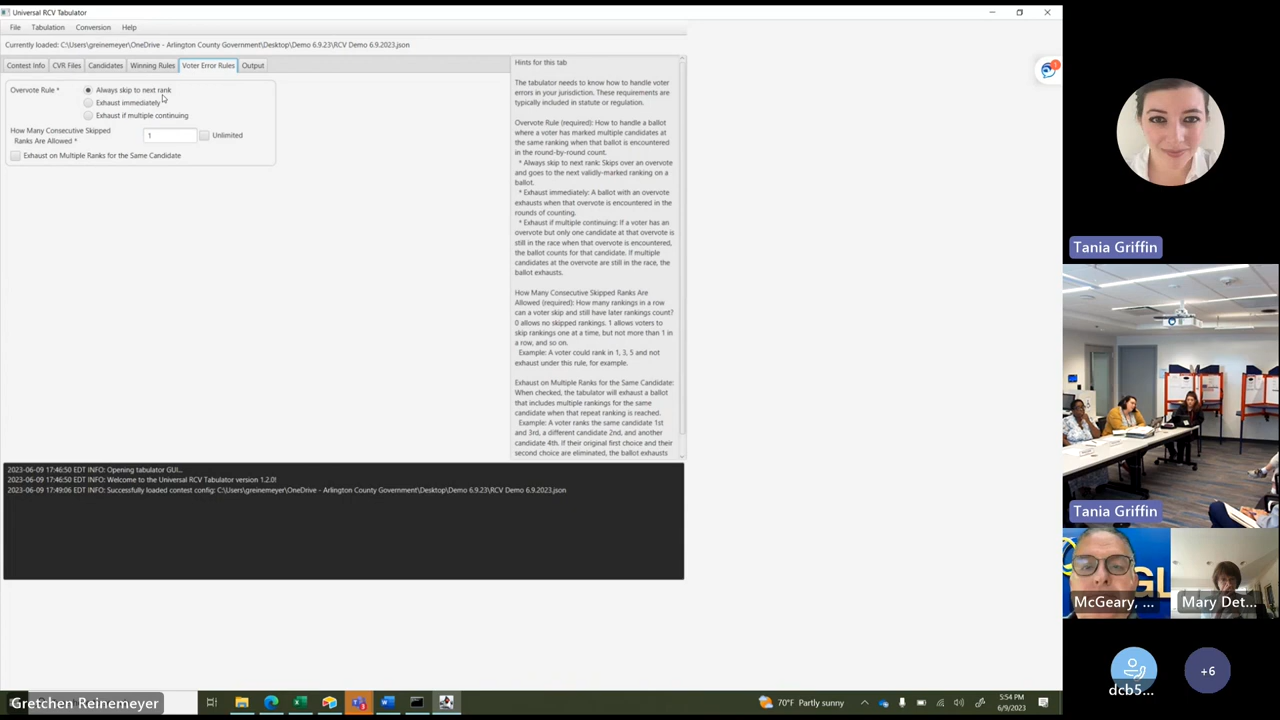 Universal RCV Tabulator
File Tabulation Conversion Help
Currently loaded: C:\Users\greinemeyer\OneDrive - Arlington County Government\Desktop\Demo 6.9.23\RCV Demo 6.9.2023.json
Contest Info CVR Files Candidates Winning Rules Voter Error Rules Output
Overvote Rule *
Always skip to next rank
Exhaust immediately
Exhaust if multiple continuing
How Many Consecutive Skipped
Ranks Are Allowed *
1
Unlimited
Exhaust on Multiple Ranks for the Same Candidate
Hints for this tab
The tabulator needs to know how to handle voter
errors in your jurisdiction. These requirements are
typically included in statute or regulation.
Overvote Rule (required): How to handle a ballot
where a voter has marked multiple candidates at
the same ranking when that ballot is encountered
in the round-by-round count.
* Always skip to next rank: Skips over an overvote
and goes to the next validly-marked ranking on a
ballot.
* Exhaust immediately: A ballot with an overvote
exhausts when that overvote is encountered in the
rounds of counting.
* Exhaust if multiple continuing: If a voter has an
overvote but only one candidate at that overvote is
still in the race when that overvote is encountered,
the ballot counts for that candidate. If multiple
candidates at the overvote are still in the race, the
ballot exhausts.
How Many Consecutive Skipped Ranks Are
Allowed (required): How many rankings in a row
can a voter skip and still have later rankings count?
0 allows no skipped rankings. 1 allows voters to
skip rankings one at a time, but not more than 1 in
a row, and so on.
Example: A voter could rank in 1, 3, 5 and not
exhaust under this rule, for example.
Exhaust on Multiple Ranks for the Same Candidate:
When checked, the tabulator will exhaust a ballot
that includes multiple rankings for the same
candidate when that repeat ranking is reached.
Example: A voter ranks the same candidate 1st
and 3rd, a different candidate 2nd, and another
candidate 4th. If their original first choice and their
second choice are eliminated, the ballot exhausts
2023-06-09 17:46:50 EDT INFO: Opening tabulator GUI...
2023-06-09 17:46:50 EDT INFO: Welcome to the Universal RCV Tabulator version 1.2.0!
2023-06-09 17:49:06 EDT INFO: Successfully loaded contest config: C:\Users\greinemeyer\OneDrive - Arlington County Government\Desktop\Demo 6.9.23\RCV Demo 6.9.2023.json
Tania Griffin
Tania Griffin
McGeary, ...
Mary Det...
dcb5...
+6
Gretchen Reinemeyer
70°F Partly sunny
5:54 PM
6/9/2023